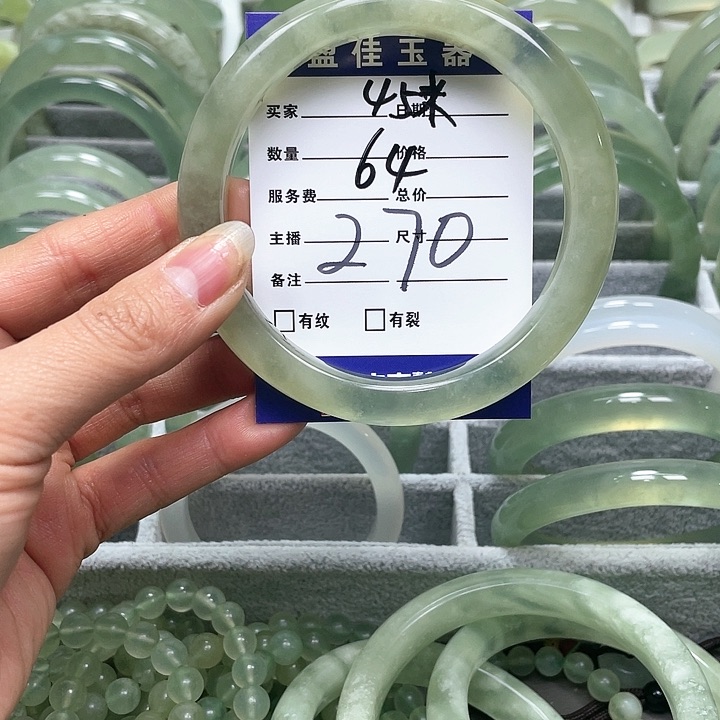 盈佳玉器
买家 45米 日期
数量 64 价格
服务费 总价
主播 270 尺寸
备注
有纹 有裂